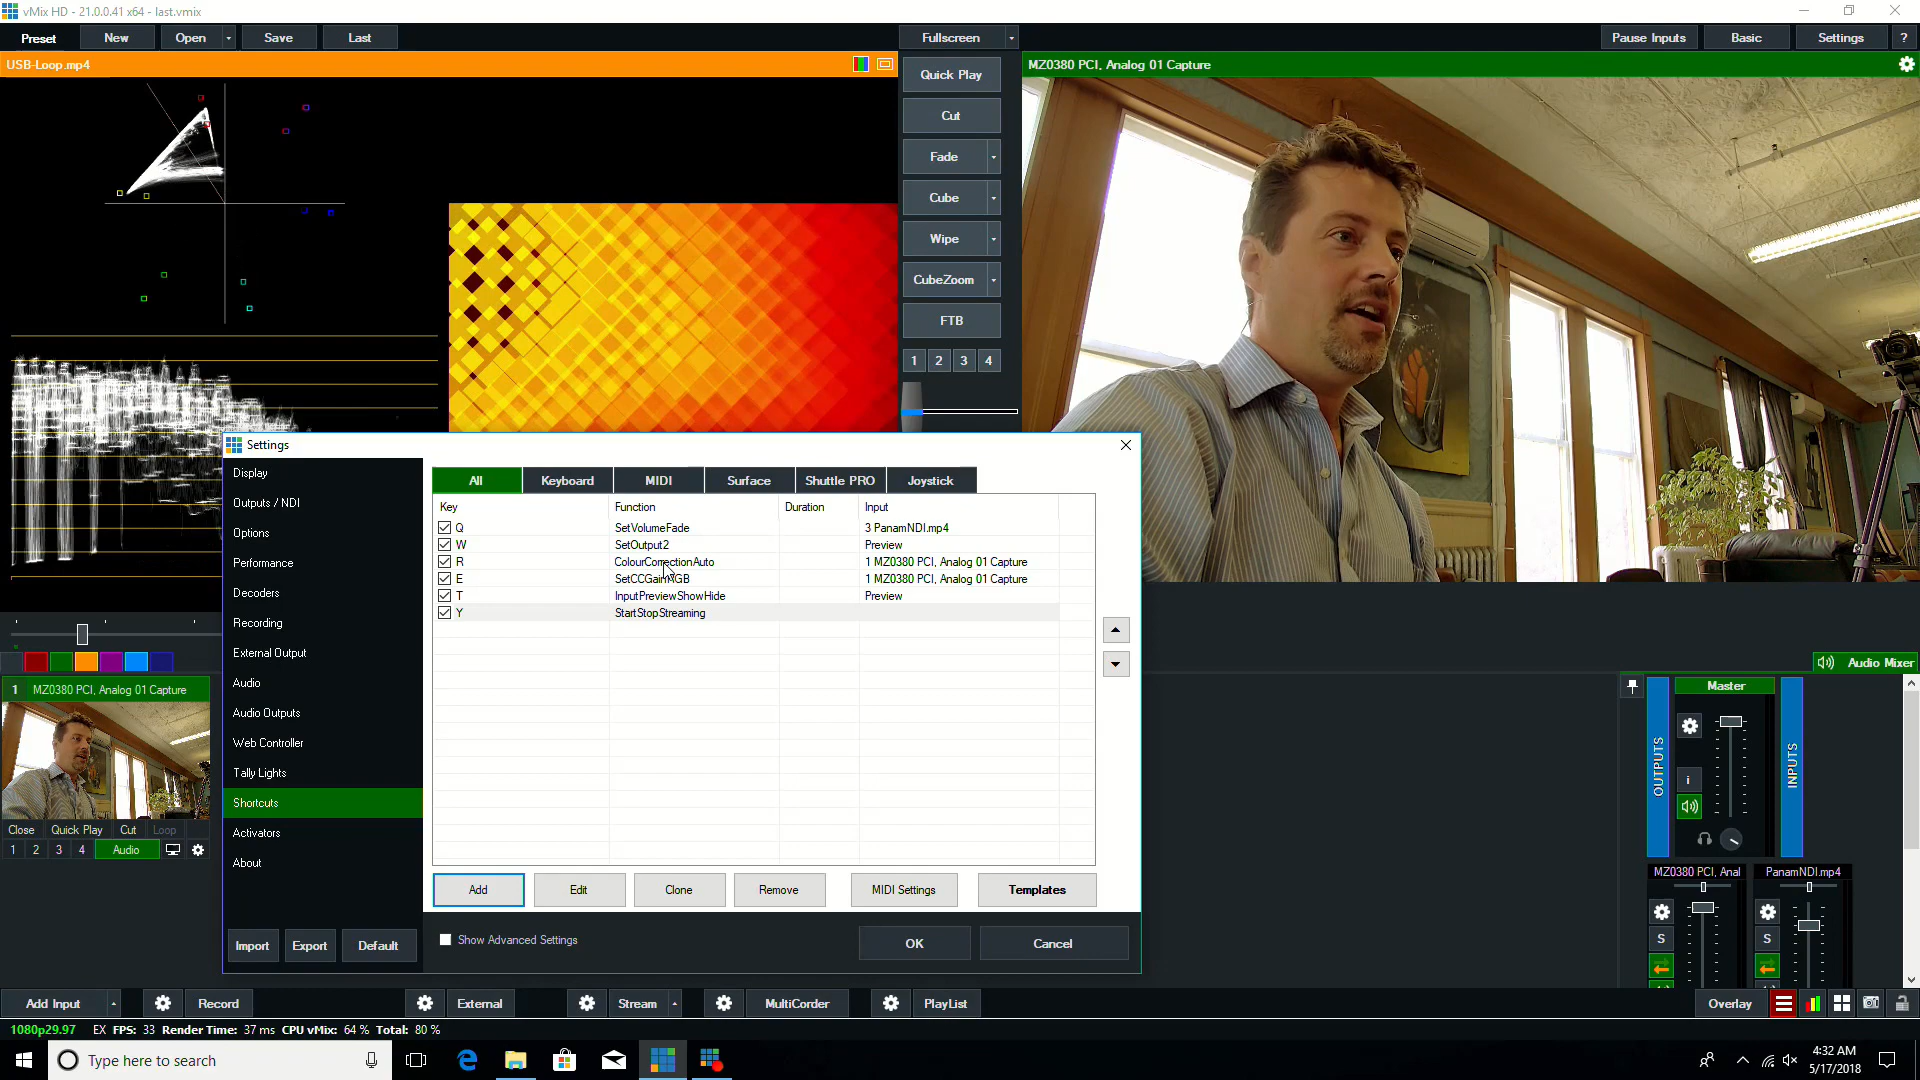 vMix HD - 21.0.0.41 x64 - last.vmix
Preset New Open Save Last Fullscreen Pause Inputs Basic Settings ?
USB-Loop.mp4
MZ0380 PCI, Analog 01 Capture
Quick Play
Cut
Fade
Cube
Wipe
CubeZoom
FTB
1 2 3 4
Settings
Display
Outputs / NDI
Options
Performance
Decoders
Recording
External Output
Audio
Audio Outputs
Web Controller
Tally Lights
Shortcuts
Activators
About
Import Export Default
All Keyboard MIDI Surface Shuttle PRO Joystick
Key Function Duration Input
Q SetVolumeFade 3 PanamNDI.mp4
W SetOutput2 Preview
R ColourCorrectionAuto 1 MZ0380 PCI, Analog 01 Capture
E SetCCGainRGB 1 MZ0380 PCI, Analog 01 Capture
T InputPreviewShowHide Preview
Y StartStopStreaming
Add Edit Clone Remove MIDI Settings Templates
Show Advanced Settings
OK Cancel
1 MZ0380 PCI, Analog 01 Capture
Close Quick Play Cut Loop
1 2 3 4 Audio
Audio Mixer
Master
OUTPUTS
INPUTS
i
MZ0380 PCI, Anal PanamNDI.mp4
S S
Add Input Record External Stream MultiCorder PlayList Overlay
1080p29.97 EX FPS: 33 Render Time: 37 ms CPU vMix: 64 % Total: 80 %
Type here to search
4:32 AM
5/17/2018